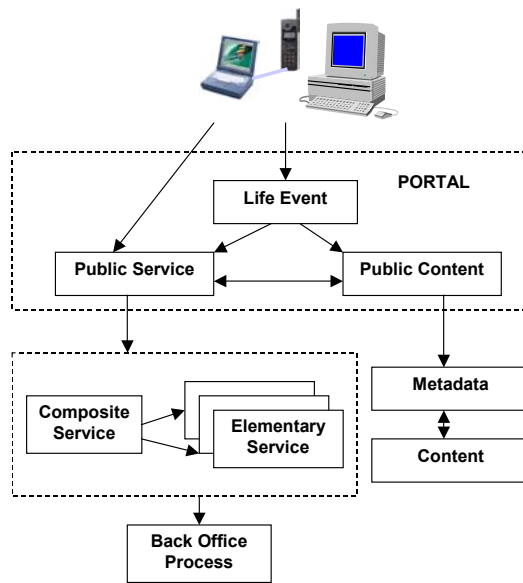 PORTAL
Life Event
Public Service
Public Content
Composite
Service
Elementary
Service
Metadata
Content
Back Office
Process